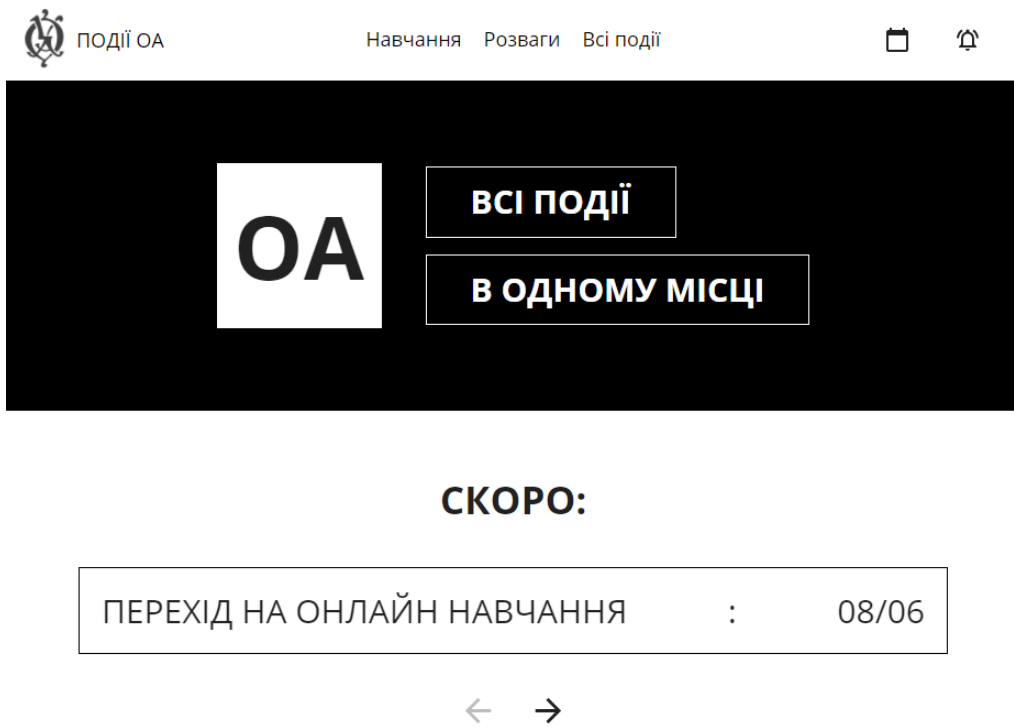 ПОДІЇ ОА
Навчання Розваги Всі події
ОА
ВСІ ПОДІЇ
В ОДНОМУ МІСЦІ
СКОРО:
ПЕРЕХІД НА ОНЛАЙН НАВЧАННЯ : 08/06